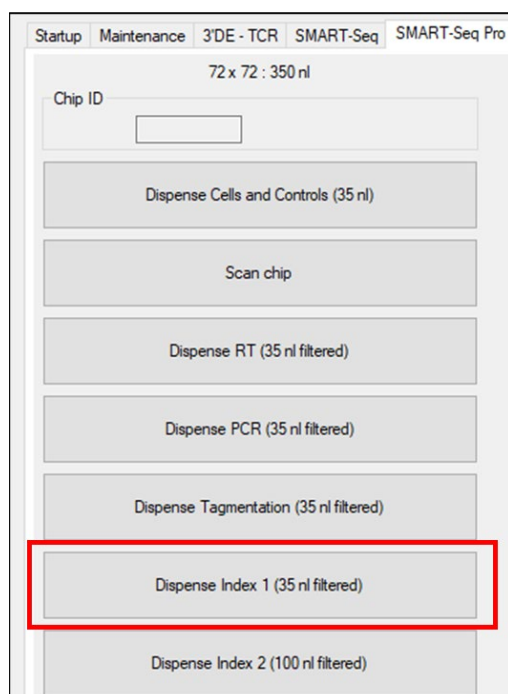 Startup Maintenance 3'DE - TCR SMART-Seq SMART-Seq Pro
72 x 72 : 350 nl
Chip ID
Dispense Cells and Controls (35 nl)
Scan chip
Dispense RT (35 nl filtered)
Dispense PCR (35 nl filtered)
Dispense Tagmentation (35 nl filtered)
Dispense Index 1 (35 nl filtered)
Dispense Index 2 (100 nl filtered)